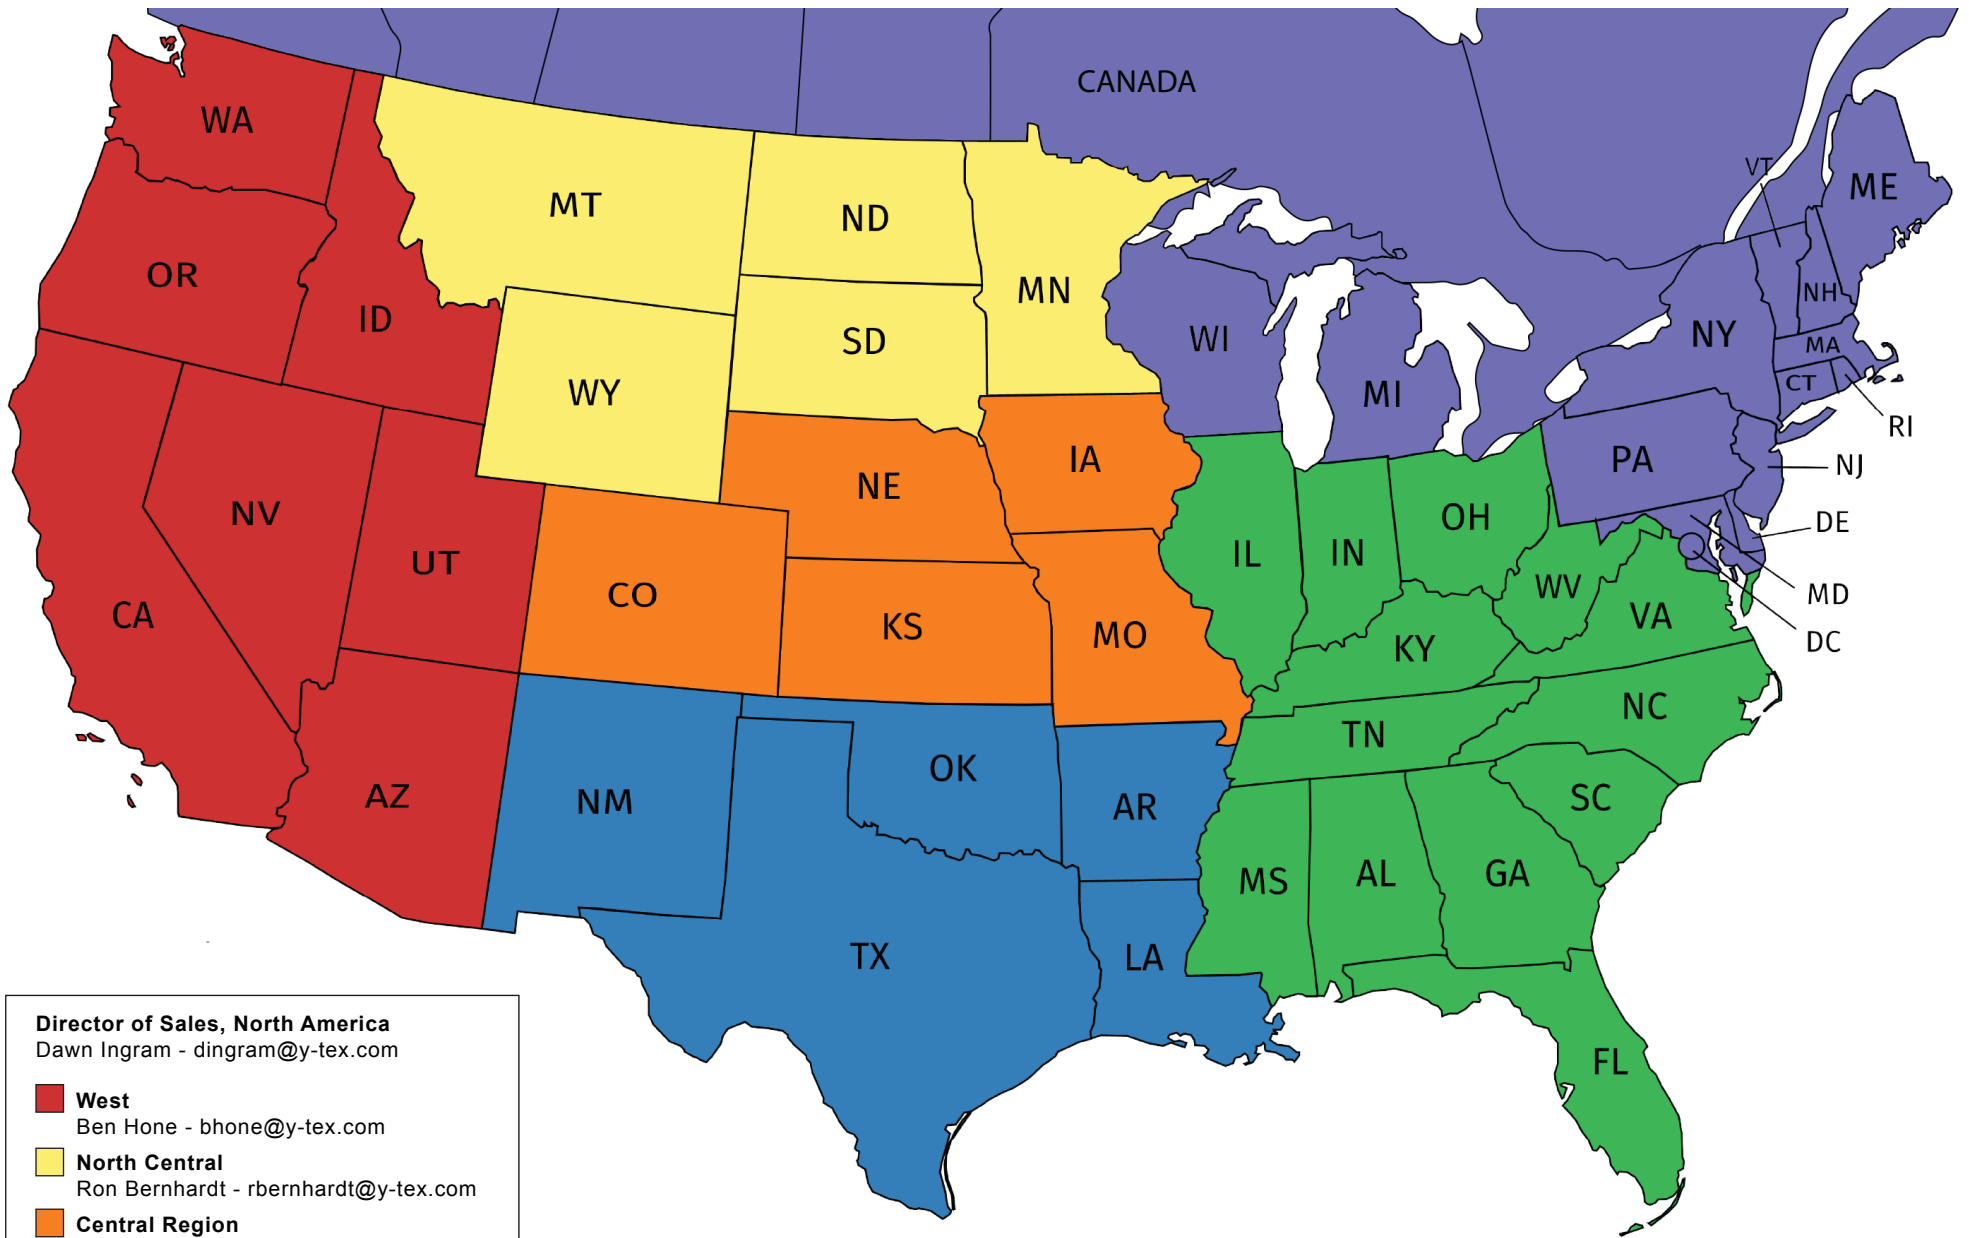 CANADA
WA
VT
ME
MT
ND
OR
MN
NH
ID
SD
WI
NY
MA
WY
MI
CT
RI
IA
PA
NJ
NE
NV
OH
DE
UT
IL
IN
CO
WV
MD
CA
KS
MO
VA
KY
DC
NC
TN
OK
AZ
NM
AR
SC
MS
AL
GA
TX
LA
FL
Director of Sales, North America
Dawn Ingram - dingram@y-tex.com
West
Ben Hone - bhone@y-tex.com
North Central
Ron Bernhardt - rbernhardt@y-tex.com
Central Region